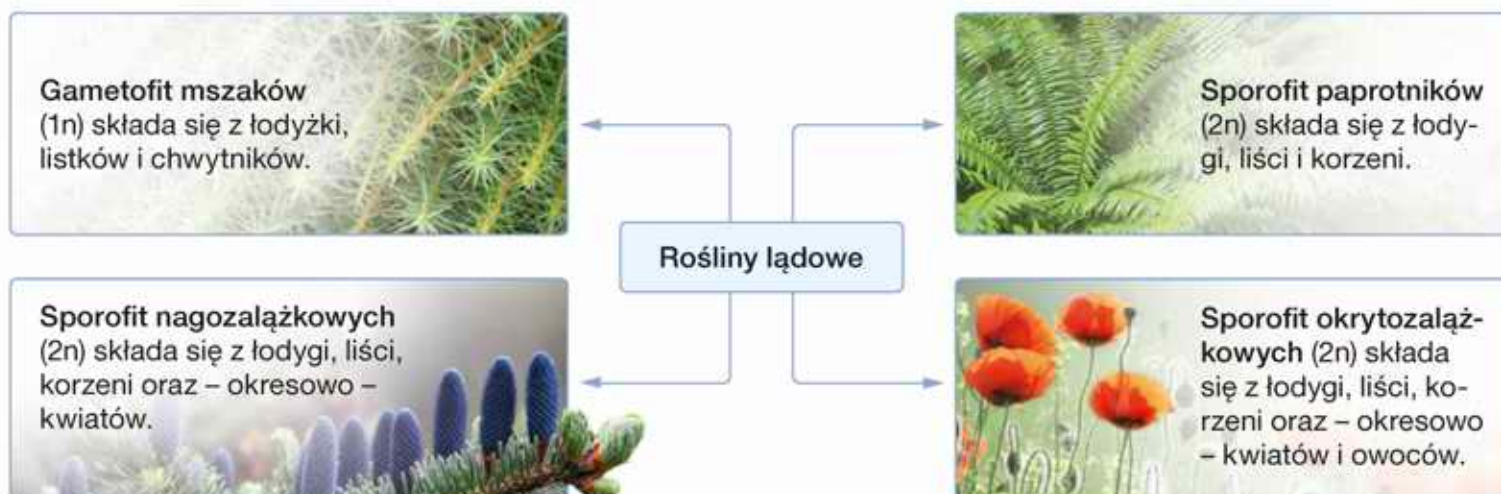 Gametofit mszaków
(1n) składa się z łodyżki,
listków i chwytników.
Sporofit paprotników
(2n) składa się z łody-
gi, liści i korzeni.
Rośliny lądowe
Sporofit nagozalążkowych
(2n) składa się z łodygi, liści,
korzeni oraz – okresowo –
kwiatów.
Sporofit okrytozaląż-
kowych (2n) składa
się z łodygi, liści, ko-
rzeni oraz – okresowo
– kwiatów i owoców.